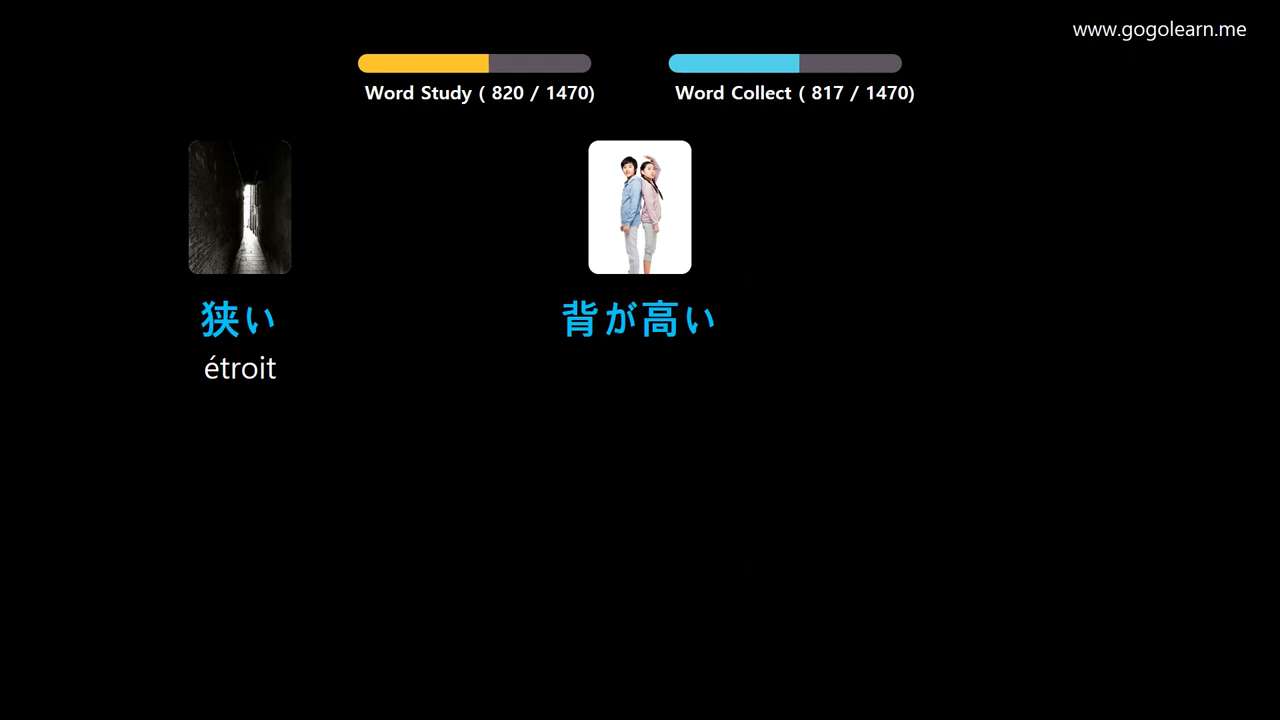 www.gogolearn.me
Word Study ( 820 / 1470)
Word Collect ( 817 / 1470)
狭い
背が高い
étroit